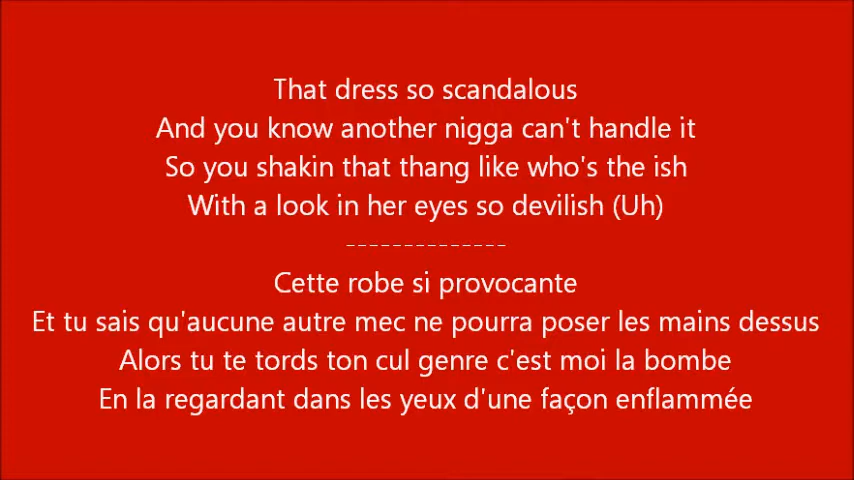 That dress so scandalous
And you know another nigga can't handle it
So you shakin that thang like who's the ish
With a look in her eyes so devilish (Uh)
--------------
Cette robe si provocante
Et tu sais qu'aucune autre mec ne pourra poser les mains dessus
Alors tu te tords ton cul genre c'est moi la bombe
En la regardant dans les yeux d'une façon enflammée